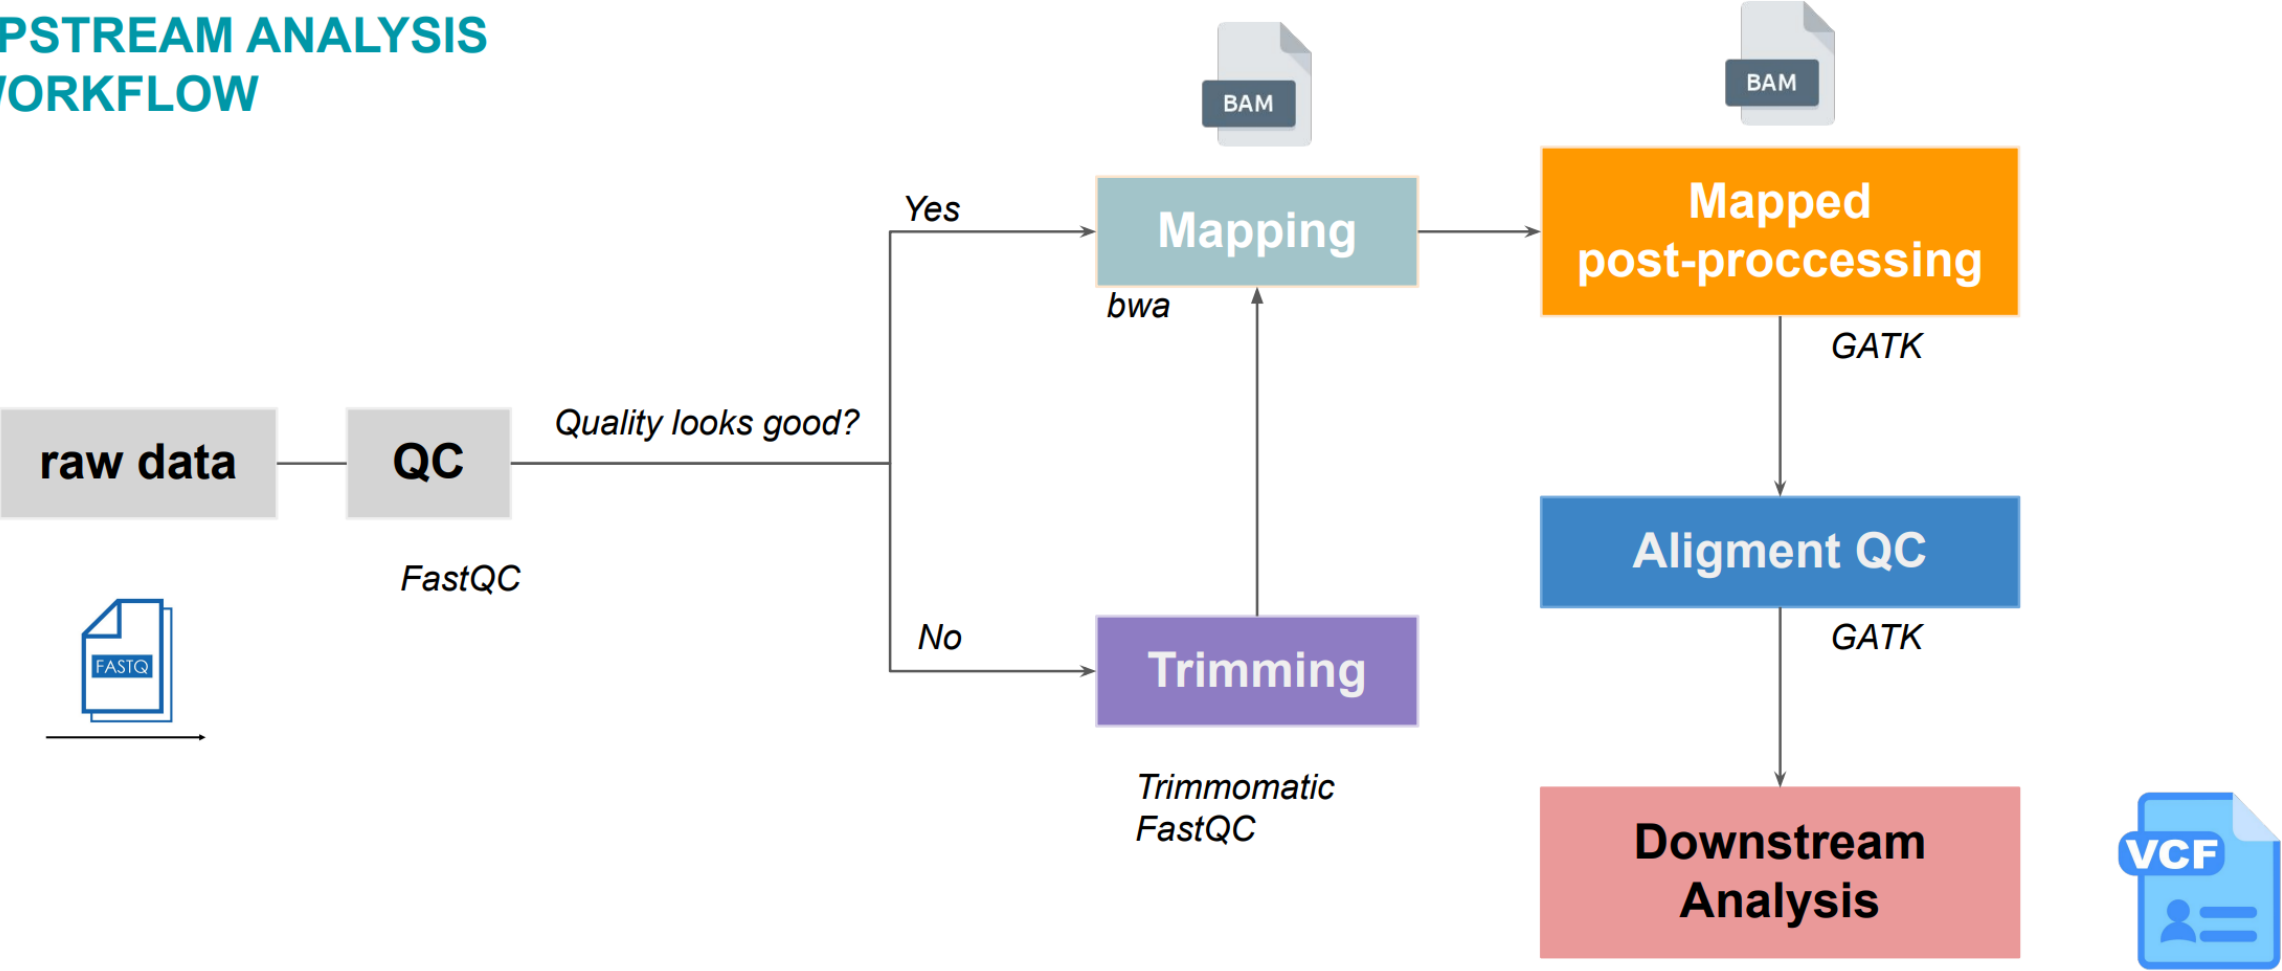 PSTREAM ANALYSIS
WORKFLOW
BAM
BAM
Yes
Mapping
bwa
Mapped
post-proccessing
GATK
Quality looks good?
raw data
QC
FastQC
FASTQ
No
Trimming
Trimmomatic
FastQC
Aligment QC
GATK
Downstream
Analysis
VCF